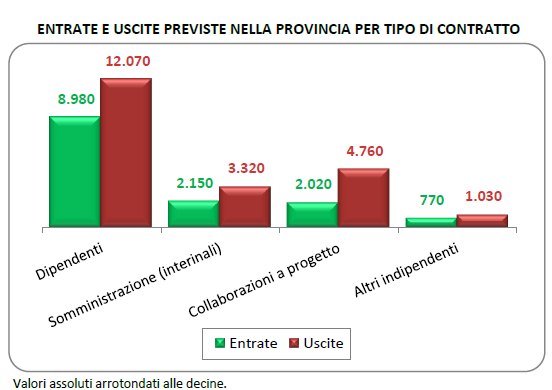 ENTRATE E USCITE PREVISTE NELLA PROVINCIA PER TIPO DI CONTRATTO
12.070
8.980
4.760
3.320
2.150
2.020
1.030
770
Dipendenti
Somministrazione (interinali)
Collaborazioni a progetto
Altri indipendenti
Entrate
Uscite
Valori assoluti arrotondati alle decine.